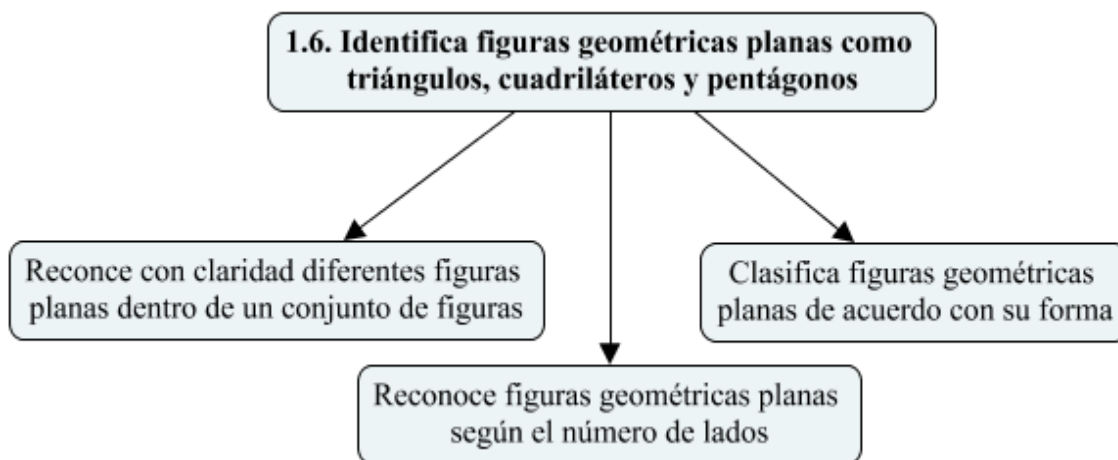 1.6. Identifica figuras geométricas planas como
triángulos, cuadriláteros y pentágonos
Reconce con claridad diferentes figuras
planas dentro de un conjunto de figuras
Clasifica figuras geométricas
planas de acuerdo con su forma
Reconoce figuras geométricas planas
según el número de lados